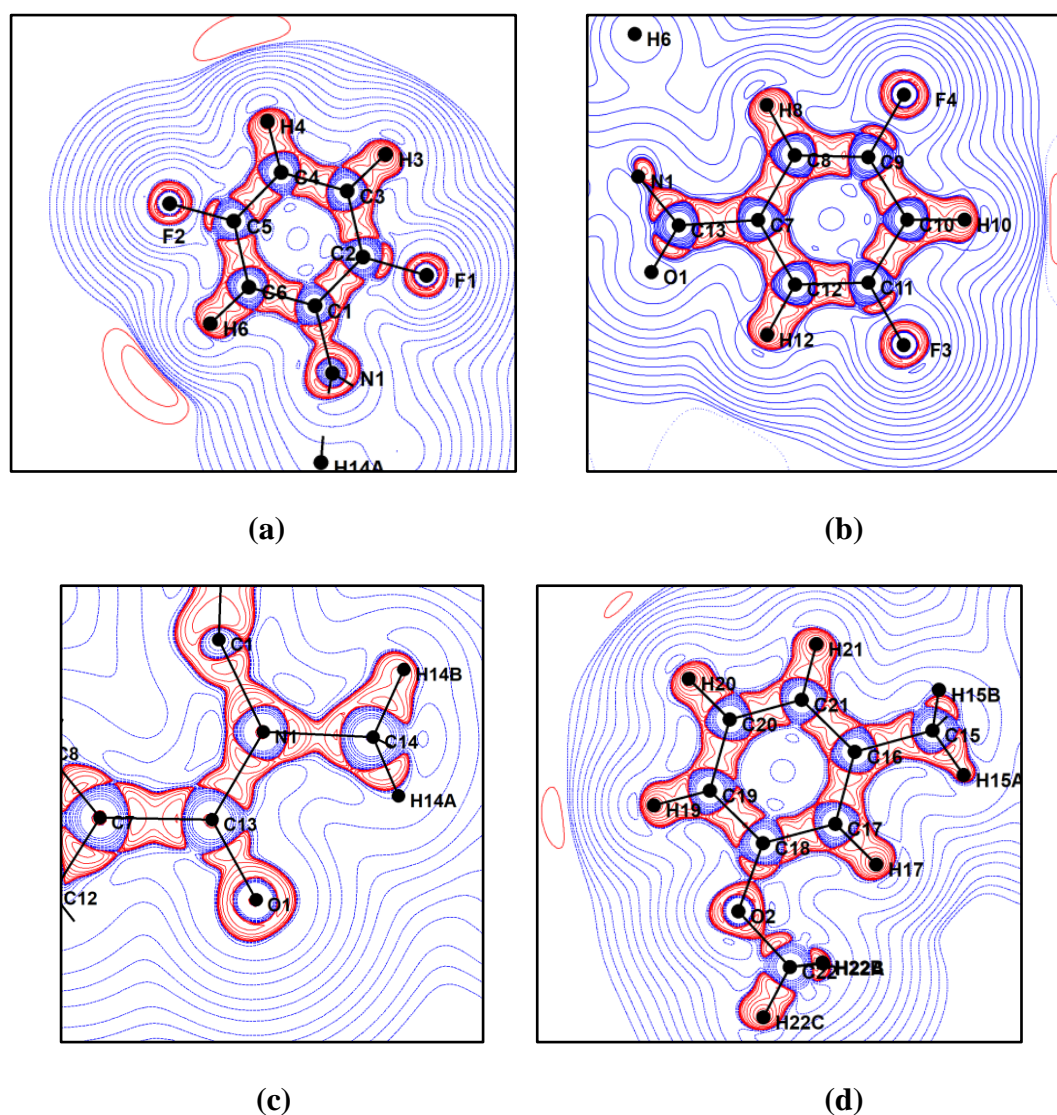 H4
H3
C4
C3
F2
C5
C2
F1
C6
C1
H6
N1
H14A
(a)
H6
F4
H8
C8
C9
N1
C13
C7
C10
H10
O1
C12
C11
H12
F3
(b)
C1
H14B
N1
C14
C8
H14A
C7
C13
C12
O1
(c)
H21
H20
C21
H15B
C20
C15
C16
H15A
C19
H19
C17
C18
H17
O2
C22
H22C
(d)